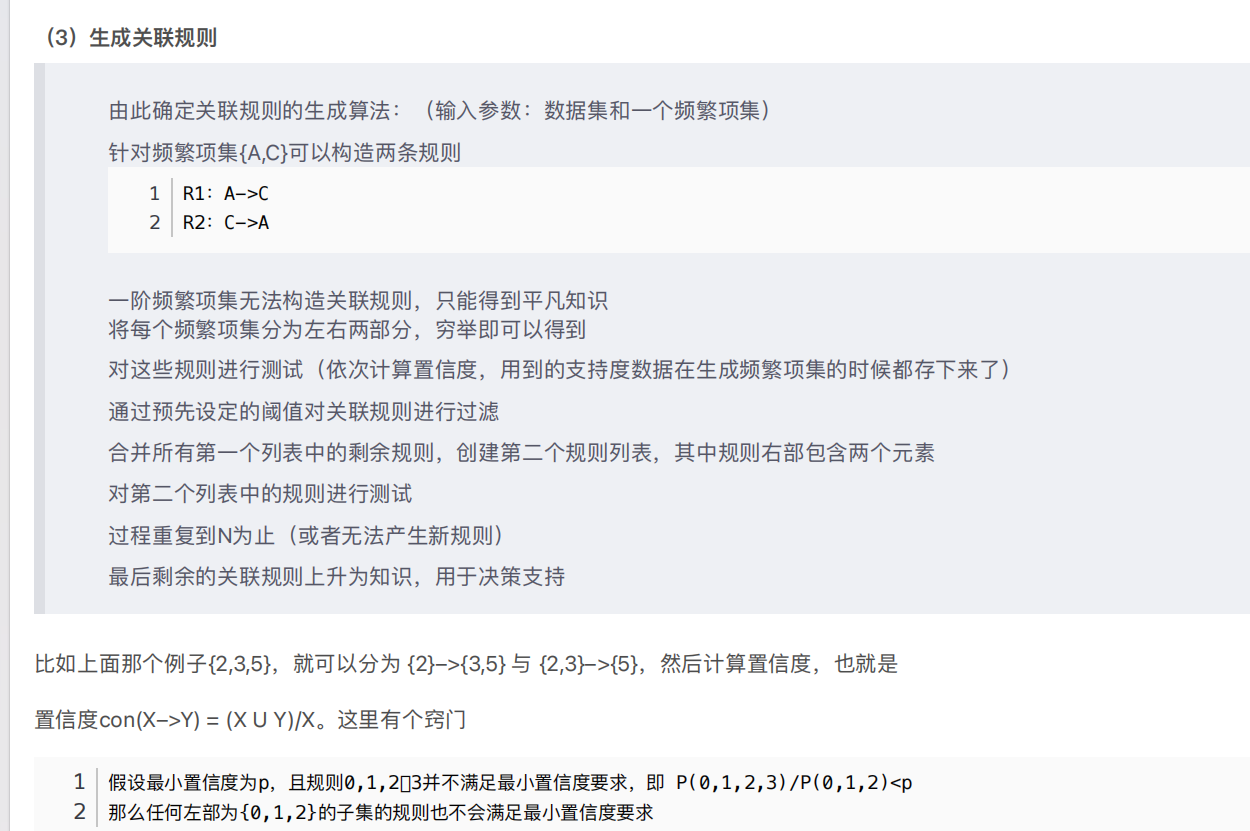 （3）生成关联规则
由此确定关联规则的生成算法：（输入参数：数据集和一个频繁项集）
针对频繁项集{A,C}可以构造两条规则
1 R1：A->C
2 R2：C->A
一阶频繁项集无法构造关联规则，只能得到平凡知识
将每个频繁项集分为左右两部分，穷举即可以得到
对这些规则进行测试（依次计算置信度，用到的支持度数据在生成频繁项集的时候都存下来了）
通过预先设定的阈值对关联规则进行过滤
合并所有第一个列表中的剩余规则，创建第二个规则列表，其中规则右部包含两个元素
对第二个列表中的规则进行测试
过程重复到N为止（或者无法产生新规则）
最后剩余的关联规则上升为知识，用于决策支持
比如上面那个例子{2,3,5}，就可以分为 {2}–>{3,5} 与 {2,3}–>{5}，然后计算置信度，也就是
置信度con(X–>Y) = (X U Y)/X。这里有个窍门
1 假设最小置信度为p，且规则0,1,2▯3并不满足最小置信度要求，即 P(0,1,2,3)/P(0,1,2)<p
2 那么任何左部为{0,1,2}的子集的规则也不会满足最小置信度要求